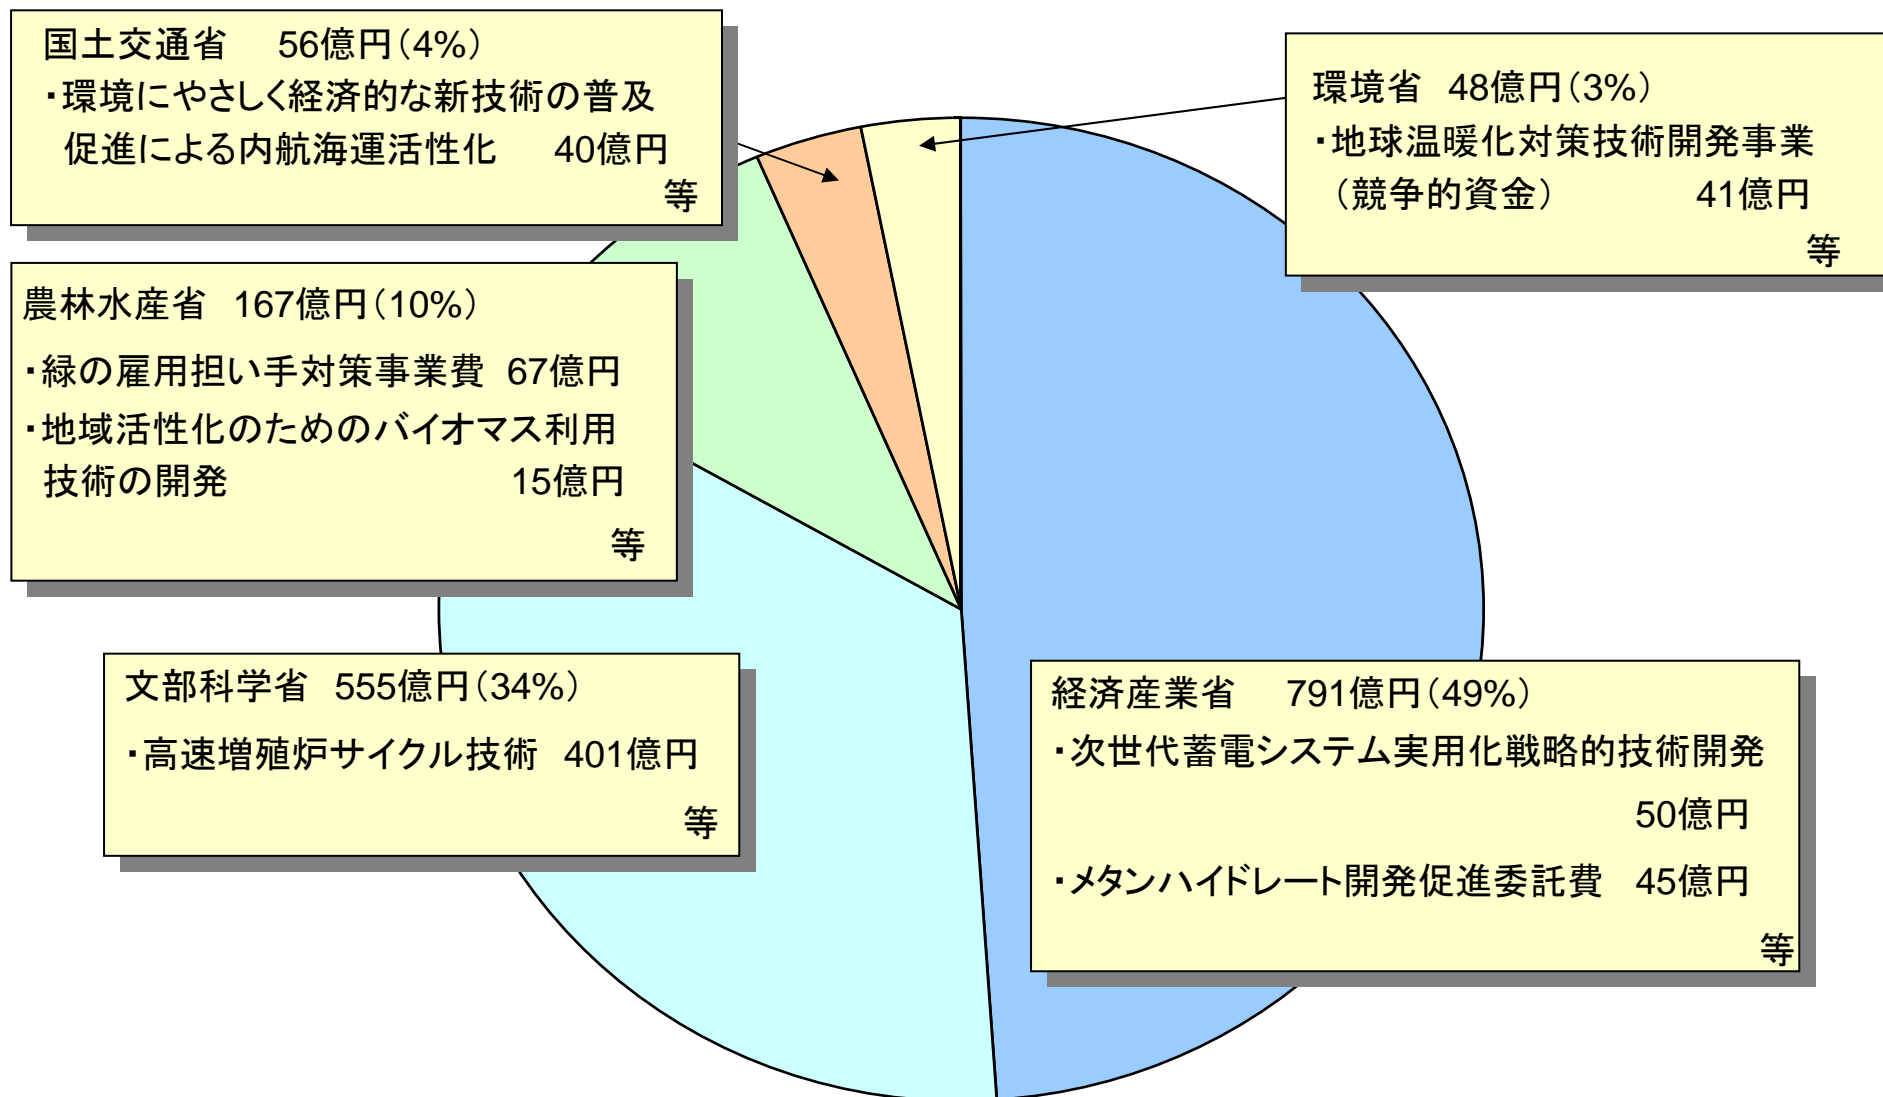 国土交通省　56億円（4%）
・環境にやさしく経済的な新技術の普及
促進による内航海運活性化　40億円
等
環境省　48億円（3%）
・地球温暖化対策技術開発事業
（競争的資金）　41億円
等
農林水産省　167億円（10%）
・緑の雇用担い手対策事業費　67億円
・地域活性化のためのバイオマス利用
技術の開発　15億円
等
文部科学省　555億円（34%）
・高速増殖炉サイクル技術　401億円
等
経済産業省　791億円（49%）
・次世代蓄電システム実用化戦略的技術開発
50億円
・メタンハイドレート開発促進委託費　45億円
等